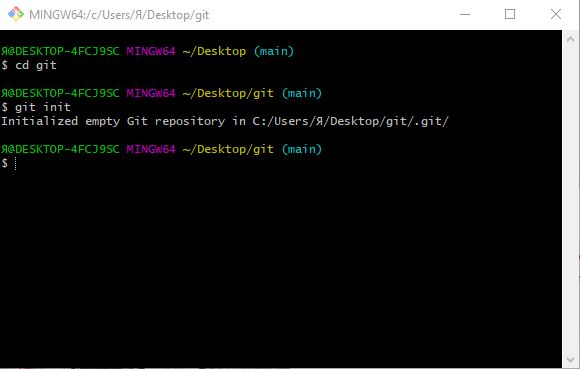 MINGW64:/c/Users/Я/Desktop/git
Я@DESKTOP-4FCJ9SC MINGW64 ~/Desktop (main)
$ cd git
Я@DESKTOP-4FCJ9SC MINGW64 ~/Desktop/git (main)
$ git init
Initialized empty Git repository in C:/Users/Я/Desktop/git/.git/
Я@DESKTOP-4FCJ9SC MINGW64 ~/Desktop/git (main)
$